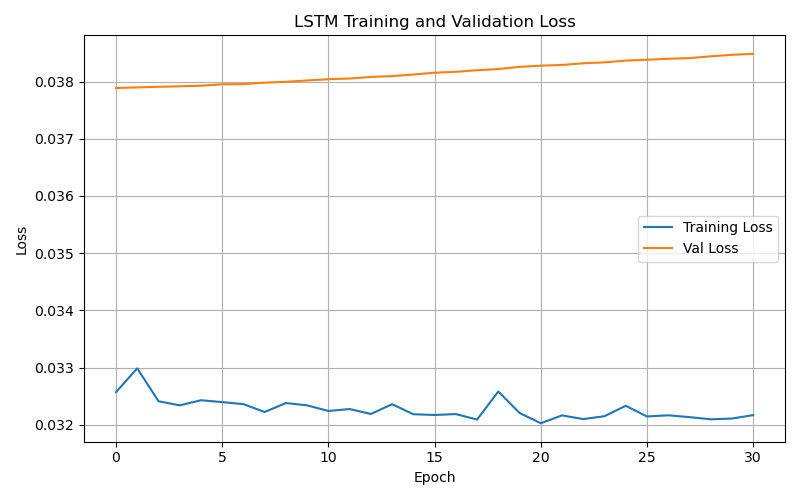 LSTM Training and Validation Loss
0.038
0.037
0.036
0.035
0.034
0.033
0.032
Loss
Training Loss
Val Loss
0 5 10 15 20 25 30
Epoch